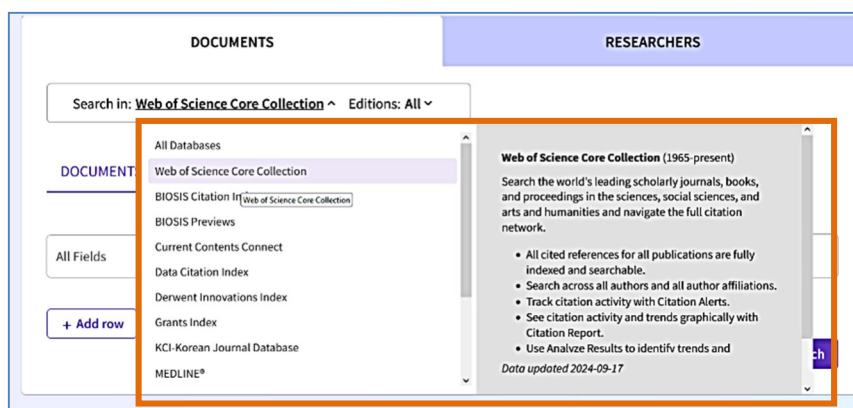 DOCUMENTS
RESEARCHERS
Search in: Web of Science Core Collection Editions: All
DOCUMENT
All Fields
+ Add row
All Databases
Web of Science Core Collection
BIOSIS Citation In
Web of Science Core Collection
BIOSIS Previews
Current Contents Connect
Data Citation Index
Derwent Innovations Index
Grants Index
KCI-Korean Journal Database
MEDLINE®
Web of Science Core Collection (1965-present)
Search the world's leading scholarly journals, books,
and proceedings in the sciences, social sciences, and
arts and humanities and navigate the full citation
network.
• All cited references for all publications are fully
indexed and searchable.
• Search across all authors and all author affiliations.
• Track citation activity with Citation Alerts.
• See citation activity and trends graphically with
Citation Report.
• Use Analyze Results to identify trends and
Data updated 2024-09-17
ch